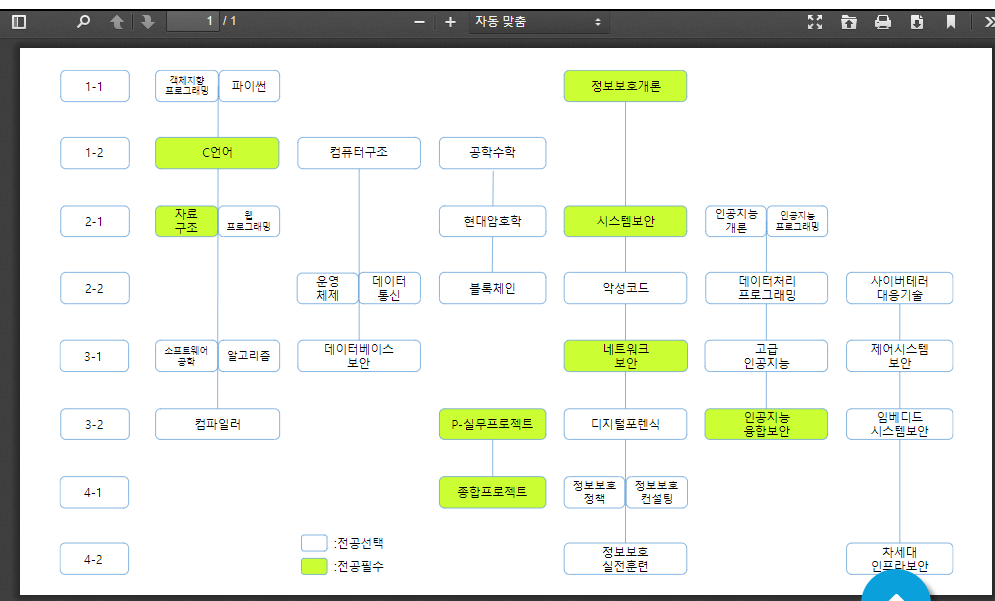 1 / 1
자동 맞춤
1-1
객체지향
프로그래밍
파이썬
정보보호개론
1-2
C언어
컴퓨터구조
공학수학
2-1
자료
구조
웹
프로그래밍
현대암호학
시스템보안
인공지능
개론
인공지능
프로그래밍
2-2
운영
체제
데이터
통신
블록체인
악성코드
데이터처리
프로그래밍
사이버테러
대응기술
3-1
소프트웨어
공학
알고리즘
데이터베이스
보안
네트워크
보안
고급
인공지능
제어시스템
보안
3-2
컴파일러
P-실무프로젝트
디지털포렌식
인공지능
융합보안
임베디드
시스템보안
4-1
종합프로젝트
정보보호
정책
정보보호
컨설팅
4-2
:전공선택
:전공필수
정보보호
실전훈련
차세대
인프라보안